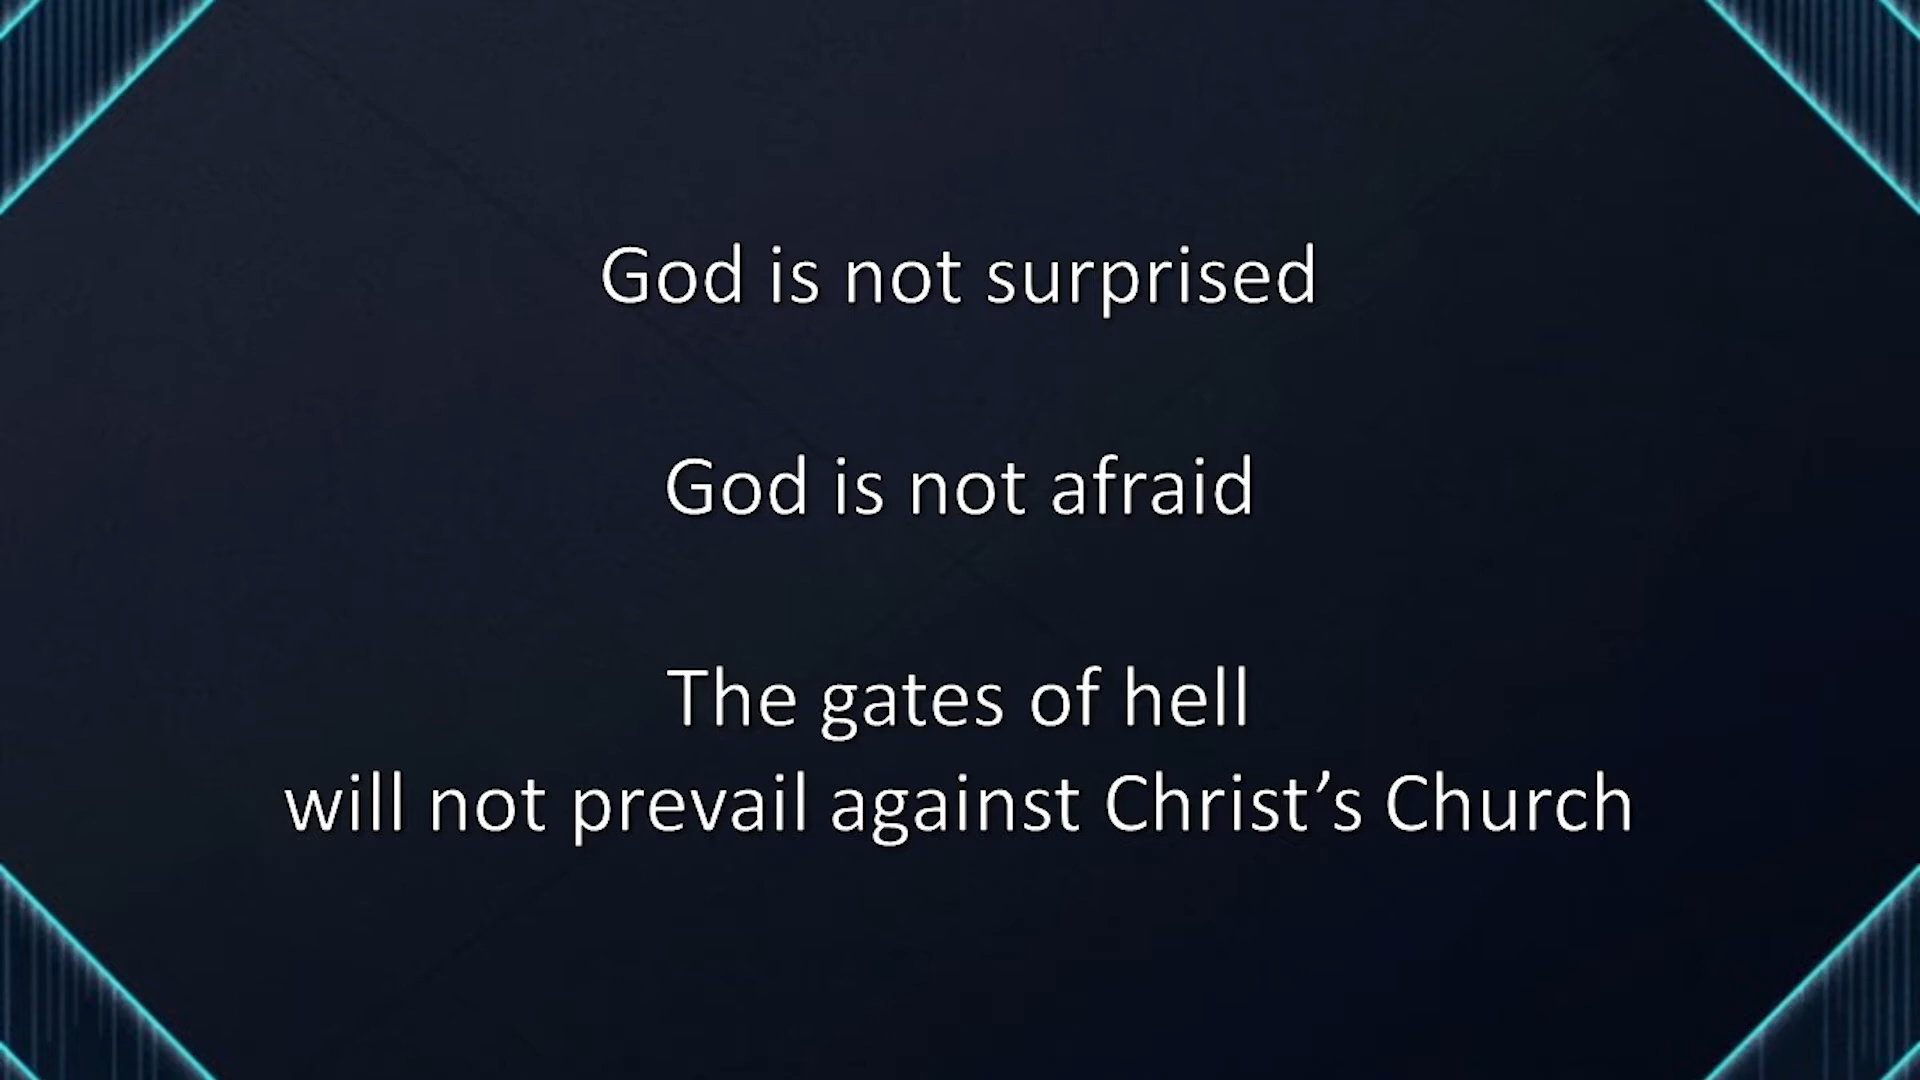 God is not surprised
God is not afraid
The gates of hell
will not prevail against Christ’s Church